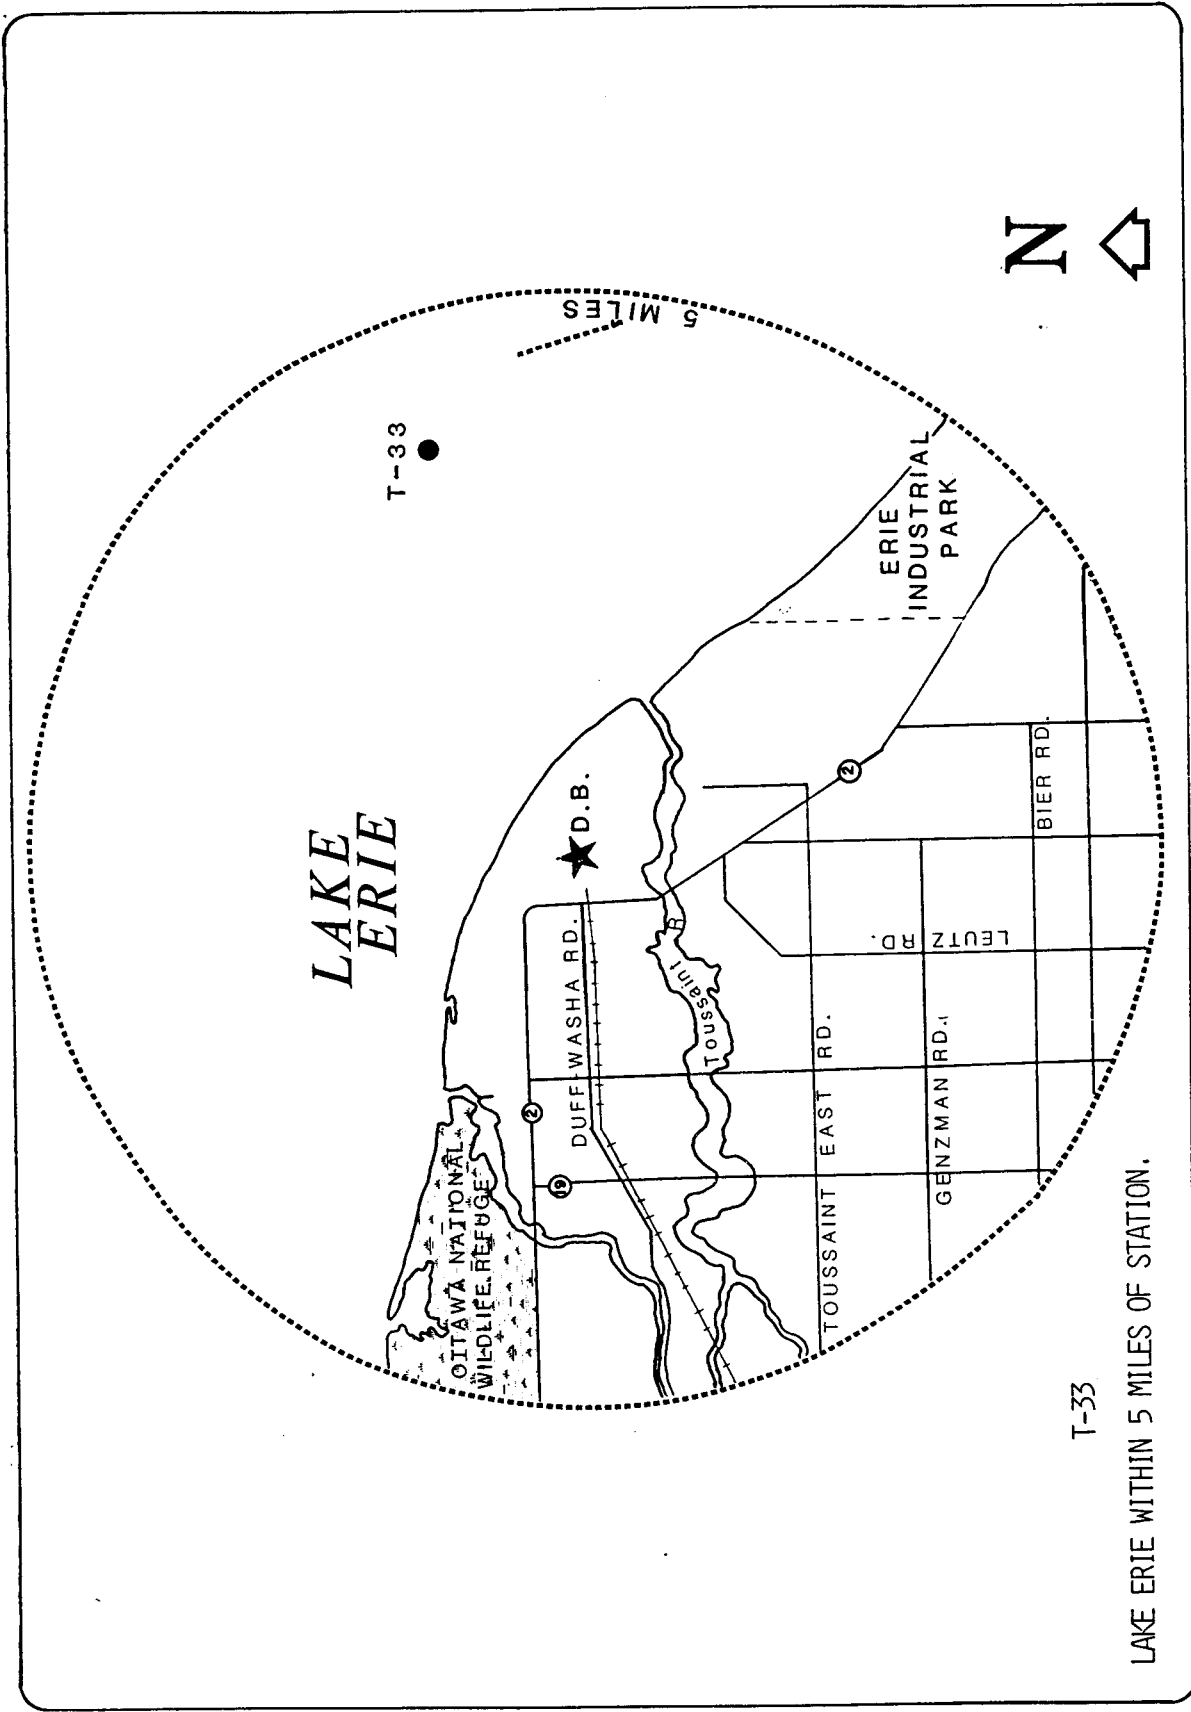 LAKE
ERIE
T-33
5 MILES
D.B.
OTTAWA NATIONAL
WILDLIFE REFUGE
2
19
DUFF WASHA RD.
Toussaint
R
2
ERIE
INDUSTRIAL
PARK
TOUSSAINT EAST RD.
LEUTZ RD.
GENZMAN RD.
BIER RD.
N
T-33
LAKE ERIE WITHIN 5 MILES OF STATION.